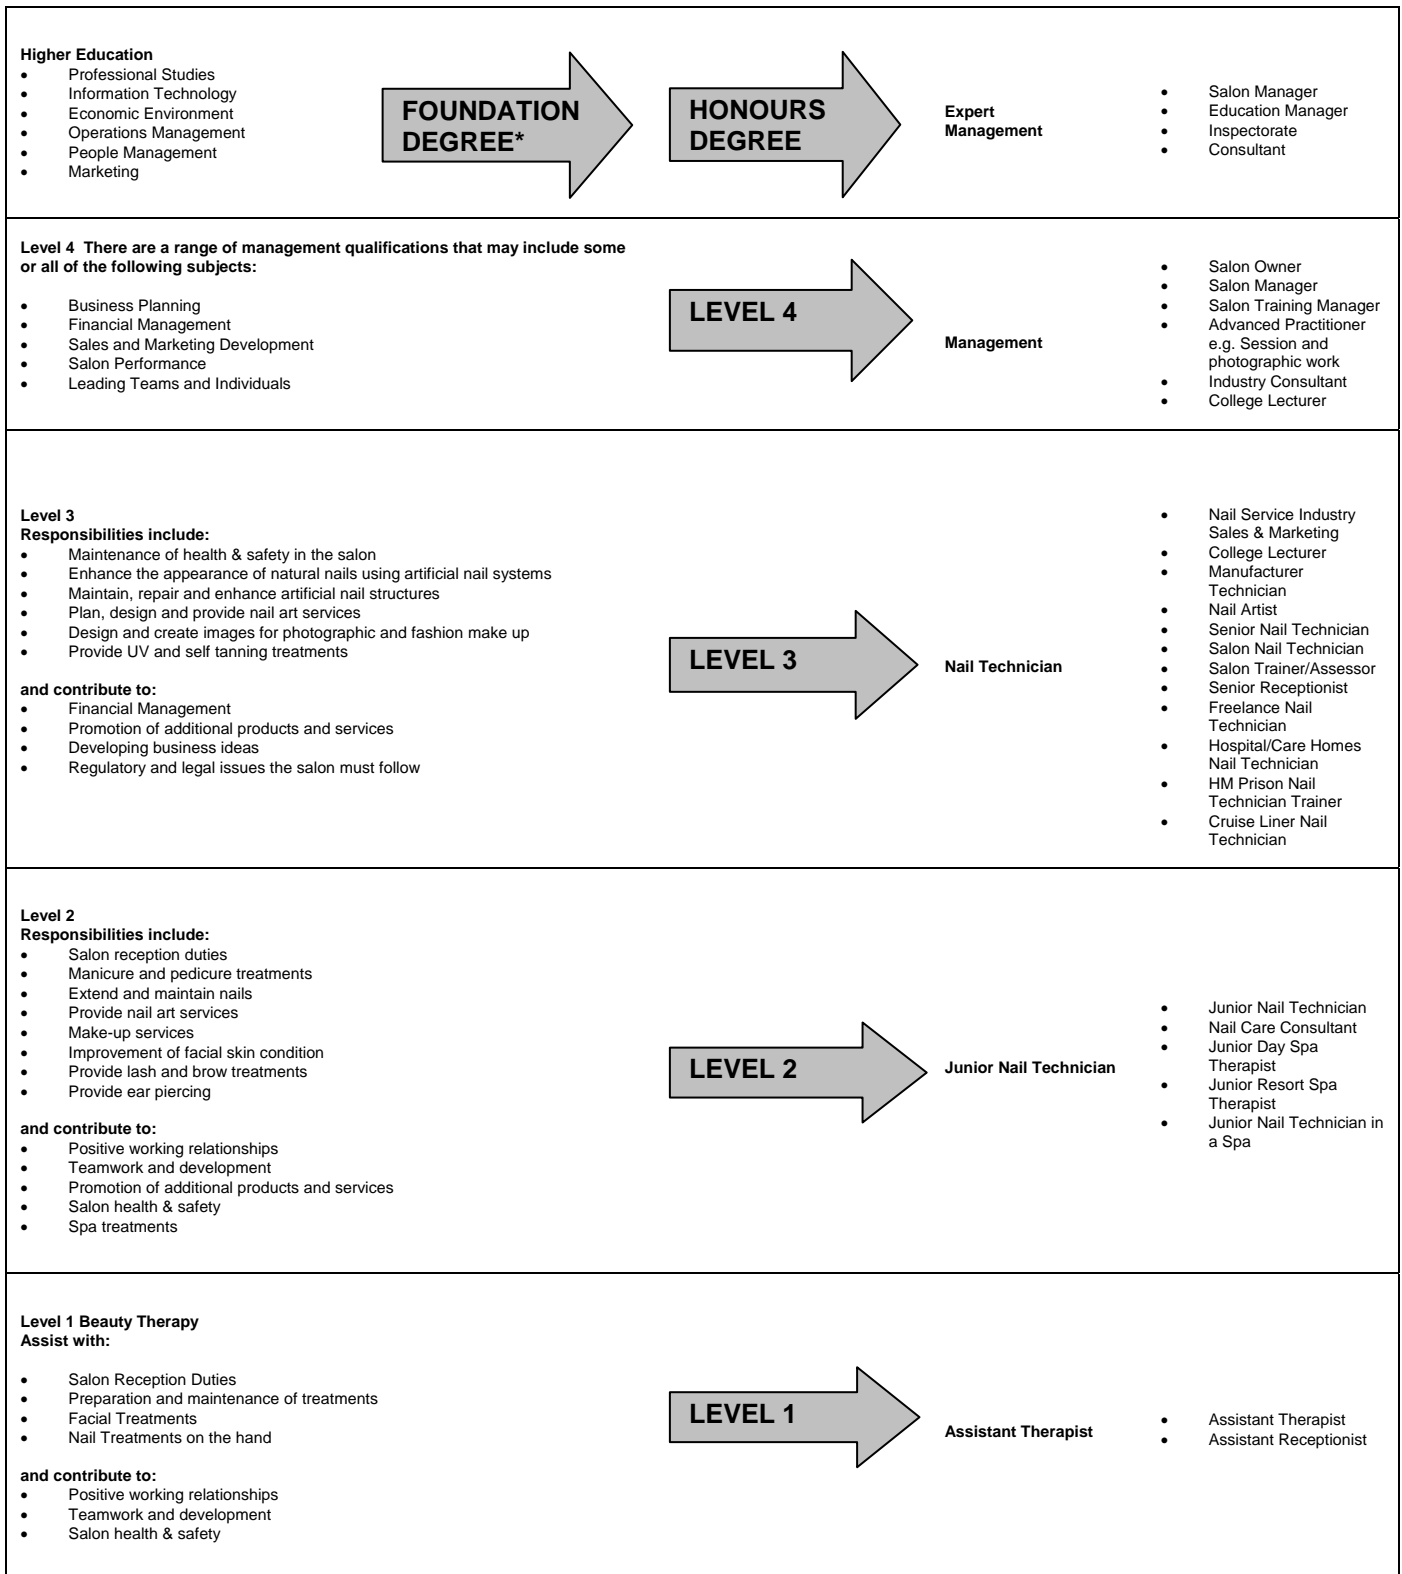 Higher Education
• Professional Studies
• Information Technology
• Economic Environment
• Operations Management
• People Management
• Marketing
FOUNDATION
DEGREE*
HONOURS
DEGREE
Expert
Management
• Salon Manager
• Education Manager
• Inspectorate
• Consultant
Level 4 There are a range of management qualifications that may include some
or all of the following subjects:
• Business Planning
• Financial Management
• Sales and Marketing Development
• Salon Performance
• Leading Teams and Individuals
LEVEL 4
Management
• Salon Owner
• Salon Manager
• Salon Training Manager
• Advanced Practitioner
e.g. Session and
photographic work
• Industry Consultant
• College Lecturer
Level 3
Responsibilities include:
• Maintenance of health & safety in the salon
• Enhance the appearance of natural nails using artificial nail systems
• Maintain, repair and enhance artificial nail structures
• Plan, design and provide nail art services
• Design and create images for photographic and fashion make up
• Provide UV and self tanning treatments
and contribute to:
• Financial Management
• Promotion of additional products and services
• Developing business ideas
• Regulatory and legal issues the salon must follow
LEVEL 3
Nail Technician
• Nail Service Industry
Sales & Marketing
• College Lecturer
• Manufacturer
Technician
• Nail Artist
• Senior Nail Technician
• Salon Nail Technician
• Salon Trainer/Assessor
• Senior Receptionist
• Freelance Nail
Technician
• Hospital/Care Homes
Nail Technician
• HM Prison Nail
Technician Trainer
• Cruise Liner Nail
Technician
Level 2
Responsibilities include:
• Salon reception duties
• Manicure and pedicure treatments
• Extend and maintain nails
• Provide nail art services
• Make-up services
• Improvement of facial skin condition
• Provide lash and brow treatments
• Provide ear piercing
and contribute to:
• Positive working relationships
• Teamwork and development
• Promotion of additional products and services
• Salon health & safety
• Spa treatments
LEVEL 2
Junior Nail Technician
• Junior Nail Technician
• Nail Care Consultant
• Junior Day Spa
Therapist
• Junior Resort Spa
Therapist
• Junior Nail Technician in
a Spa
Level 1 Beauty Therapy
Assist with:
• Salon Reception Duties
• Preparation and maintenance of treatments
• Facial Treatments
• Nail Treatments on the hand
and contribute to:
• Positive working relationships
• Teamwork and development
• Salon health & safety
LEVEL 1
Assistant Therapist
• Assistant Therapist
• Assistant Receptionist